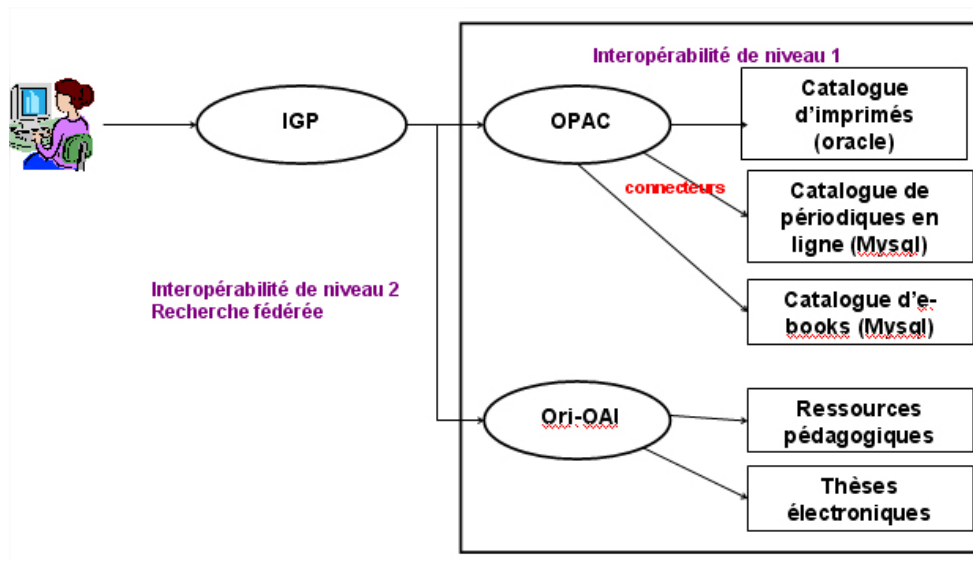 Interopérabilité de niveau 1
IGP
OPAC
Catalogue
d'imprimés
(oracle)
connecteurs
Catalogue de
périodiques en
ligne (Mysql)
Interopérabilité de niveau 2
Recherche fédérée
Catalogue d'e-
books (Mysql)
Ori-OAI
Ressources
pédagogiques
Thèses
électroniques